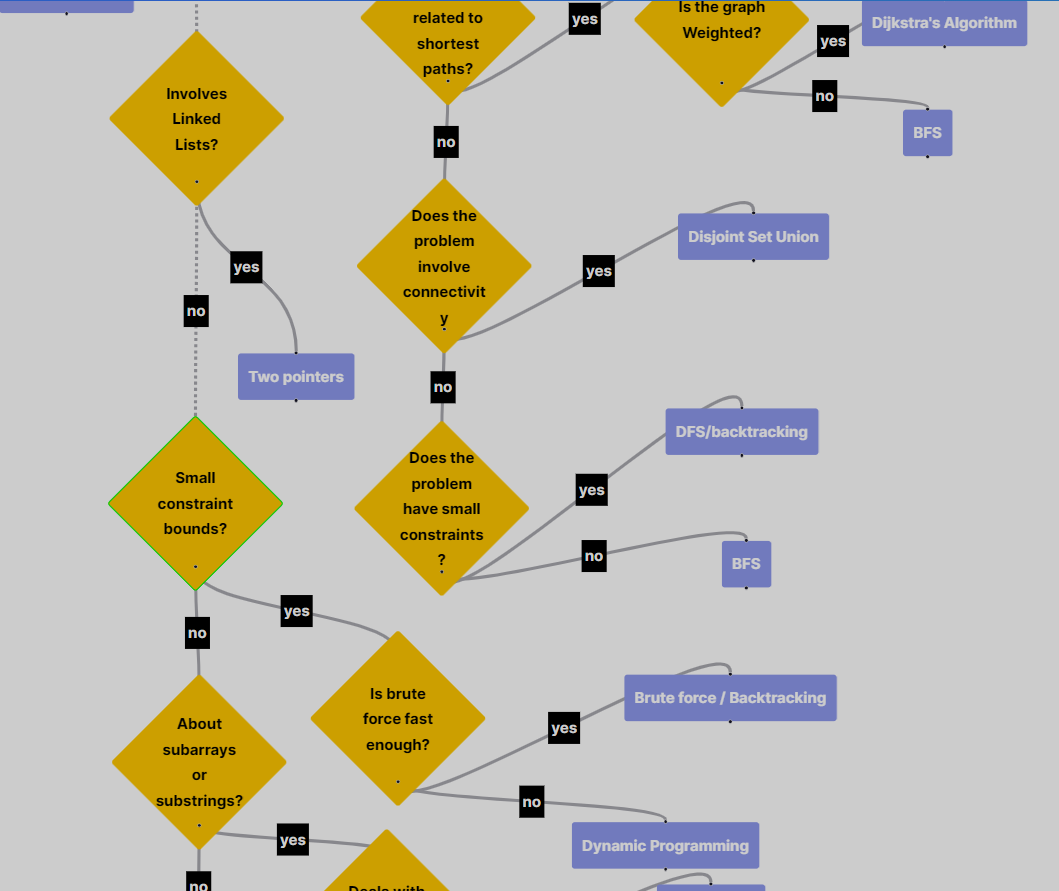 related to
shortest
paths?
yes
Is the graph
Weighted?
yes
Dijkstra's Algorithm
no
BFS
Involves
Linked
Lists?
no
yes
no
Two pointers
Does the
problem
involve
connectivit
y
yes
Disjoint Set Union
no
Does the
problem
have small
constraints
?
yes
DFS/backtracking
no
BFS
Small
constraint
bounds?
yes
no
Is brute
force fast
enough?
yes
Brute force / Backtracking
no
Dynamic Programming
About
subarrays
or
substrings?
yes
no
Deals with